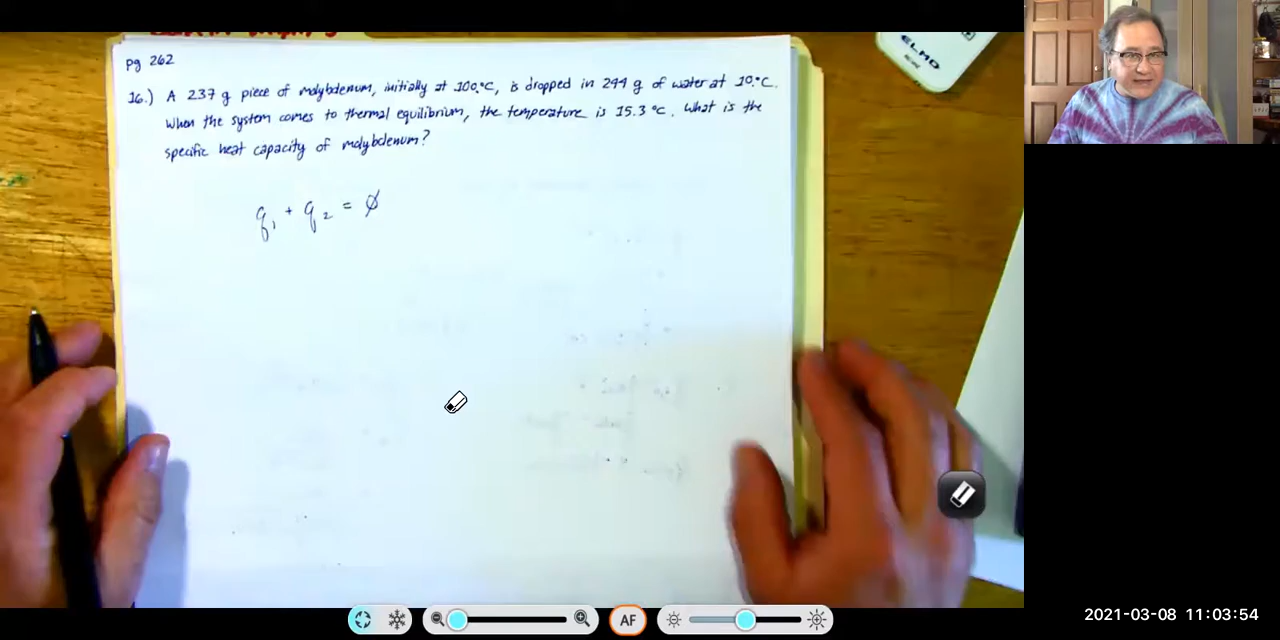 Pg 262
16.) A 237 g piece of molybdenum, initially at 100.°C, is dropped in 244 g of water at 10.°C.
When the system comes to thermal equilibrium, the temperature is 15.3 °C. What is the
specific heat capacity of molybdenum?
q₁ + q₂ = ∅
ELMO
AF
2021-03-08 11:03:54